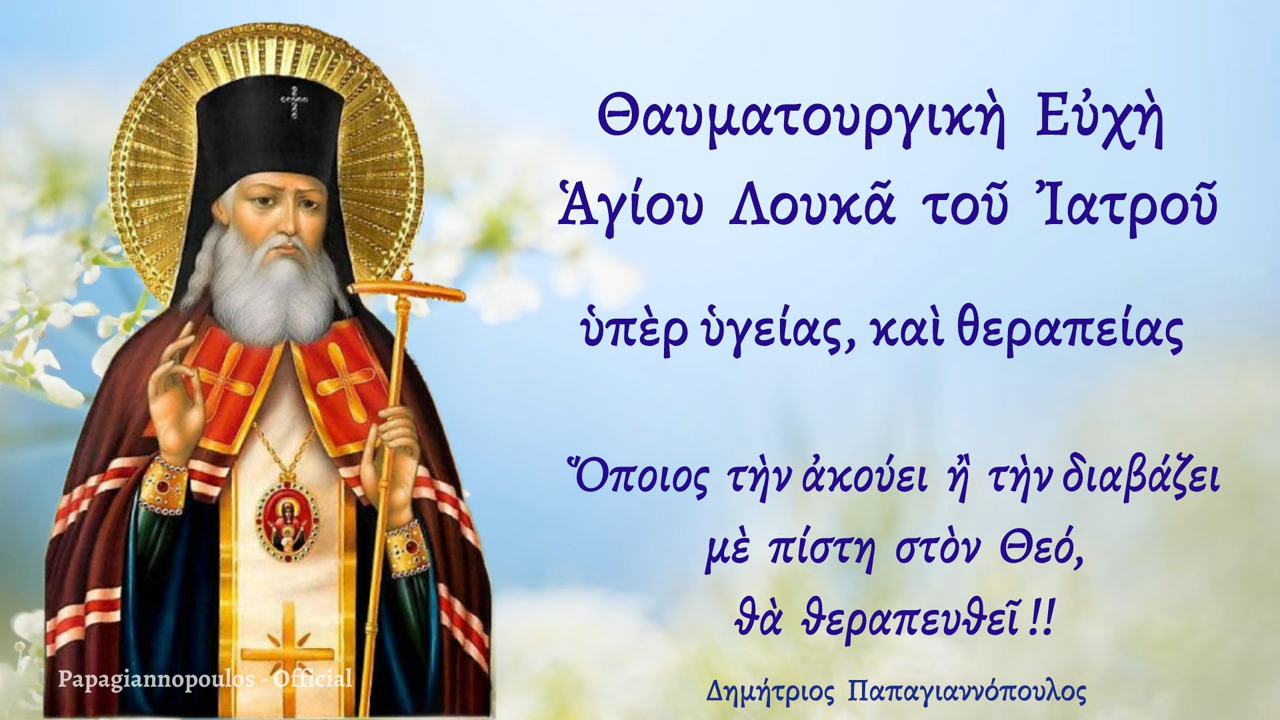 Θαυματουργικὴ Εὐχὴ
Ἁγίου Λουκᾶ τοῦ Ἰατροῦ
ὑπὲρ ὑγείας, καὶ θεραπείας
Ὅποιος τὴν ἀκούει ἢ τὴν διαβάζει
μὲ πίστη στὸν Θεό,
θὰ θεραπευθεῖ !!
Papagiannopoulos - Official
Δημήτριος Παπαγιαννόπουλος